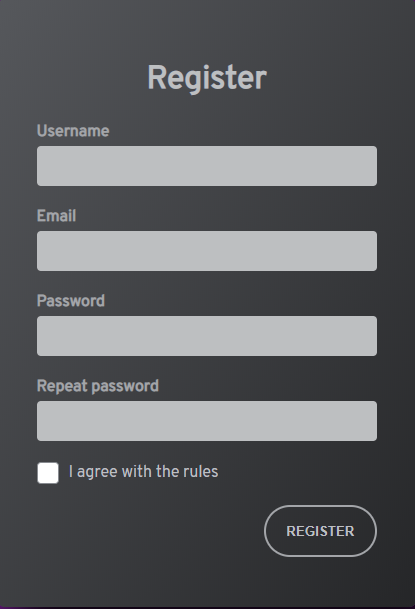 Register
Username
Email
Password
Repeat password
I agree with the rules
REGISTER